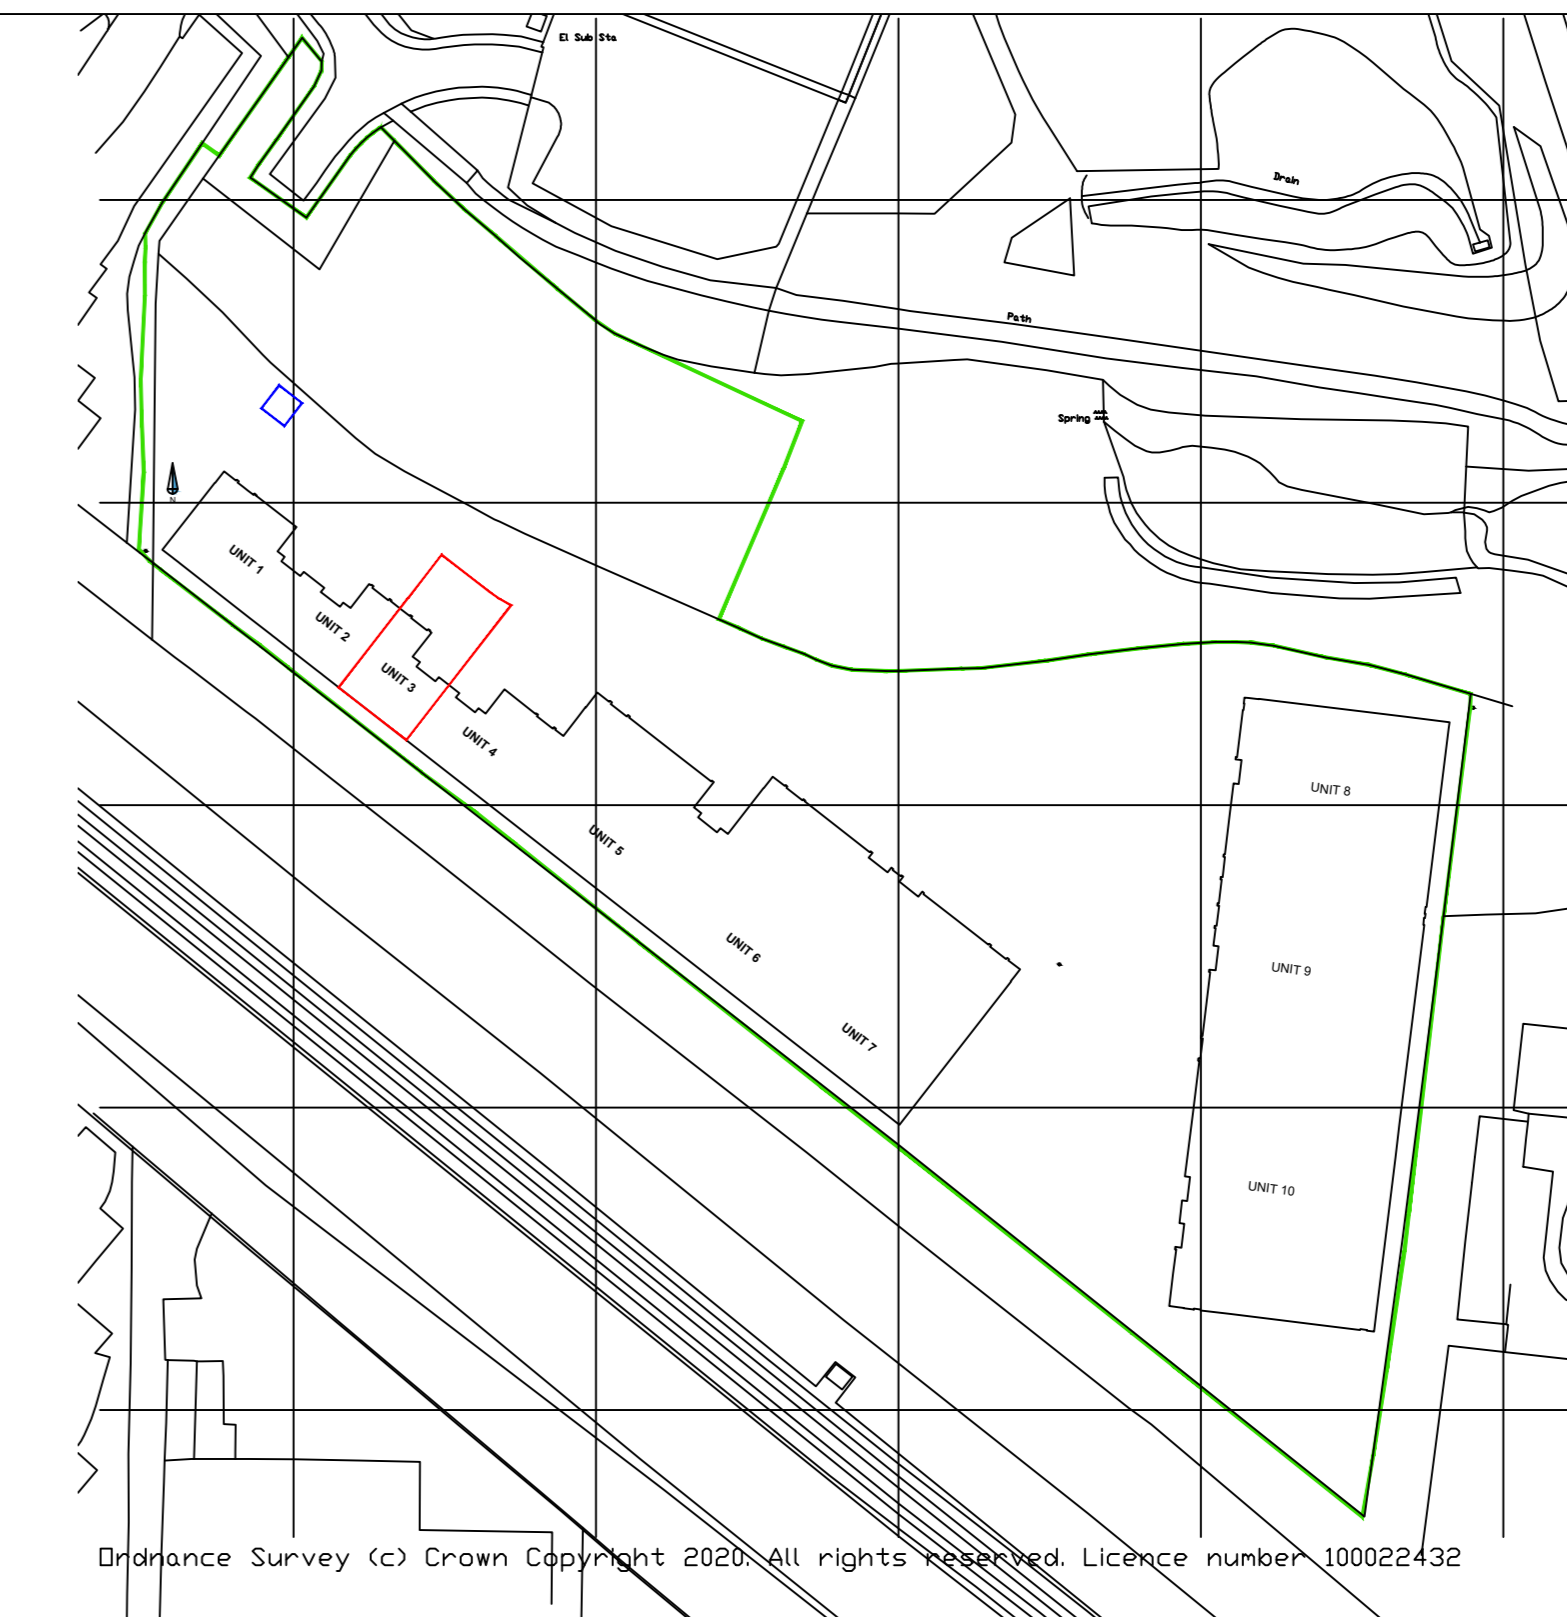 El Sub Sta
Drain
Path
Spring
N
UNIT 1
UNIT 2
UNIT 3
UNIT 4
UNIT 5
UNIT 6
UNIT 7
UNIT 8
UNIT 9
UNIT 10
Ordnance Survey (c) Crown Copyright 2020. All rights reserved. Licence number 100022432